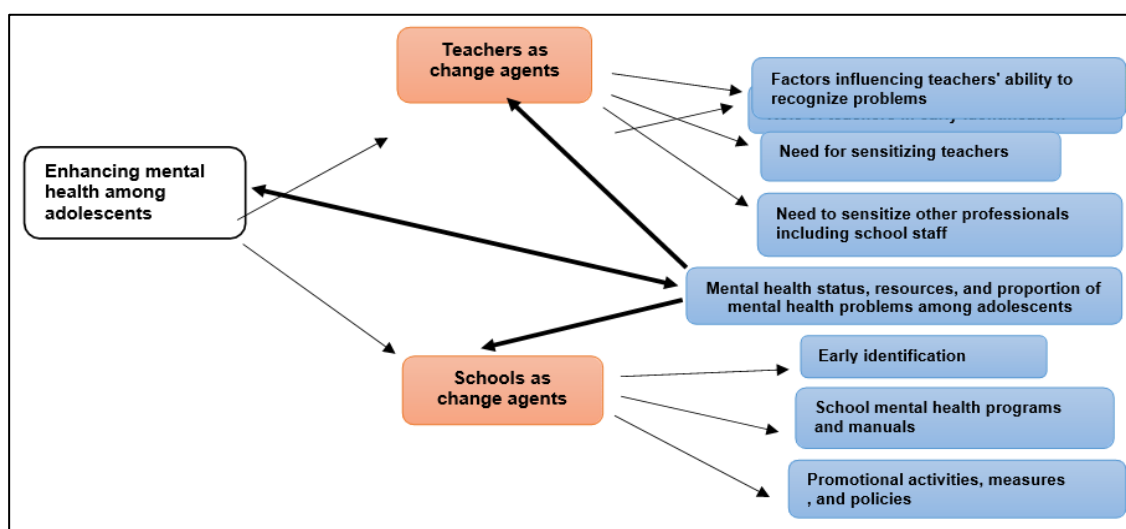 Teachers as
change agents
Factors influencing teachers' ability to
recognize problems
Need for sensitizing teachers
Enhancing mental
health among
adolescents
Need to sensitize other professionals
including school staff
Mental health status, resources, and proportion of
mental health problems among adolescents
Early identification
Schools as
change agents
School mental health programs
and manuals
Promotional activities, measures
, and policies